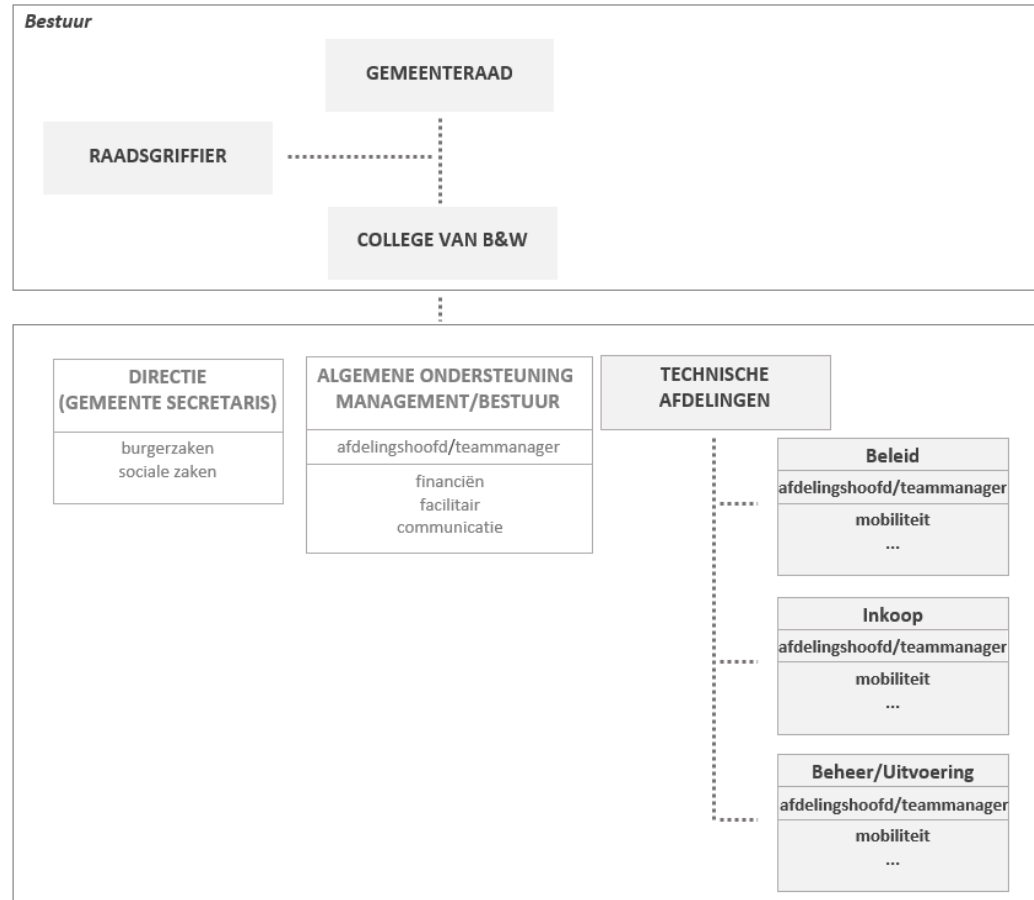 Bestuur
GEMEENTERAAD
RAADSGRIFFIER
COLLEGE VAN B&W
DIRECTIE
(GEMEENTE SECRETARIS)
burgerzaken
sociale zaken
ALGEMENE ONDERSTEUNING
MANAGEMENT/BESTUUR
afdelingshoofd/teammanager
financiën
facilitair
communicatie
TECHNISCHE
AFDELINGEN
Beleid
afdelingshoofd/teammanager
mobiliteit
...
Inkoop
afdelingshoofd/teammanager
mobiliteit
...
Beheer/Uitvoering
afdelingshoofd/teammanager
mobiliteit
...